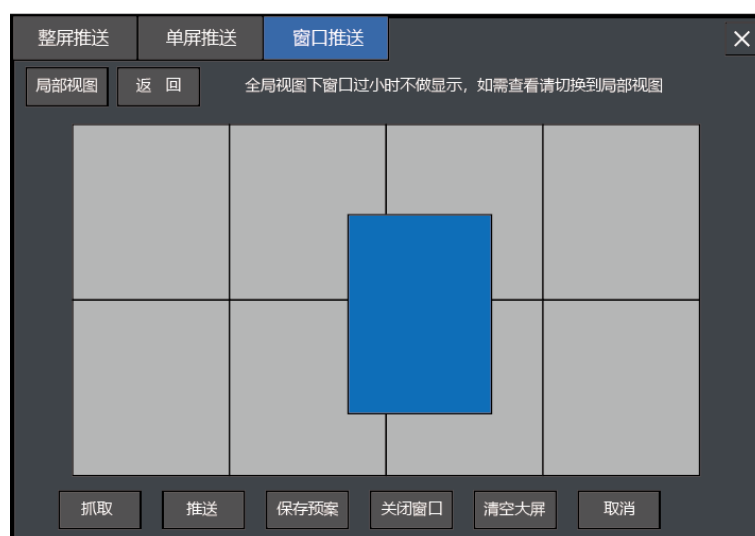 整屏推送 单屏推送 窗口推送
局部视图 返 回 全局视图下窗口过小时不做显示，如需查看请切换到局部视图
抓取 推送 保存预案 关闭窗口 清空大屏 取消